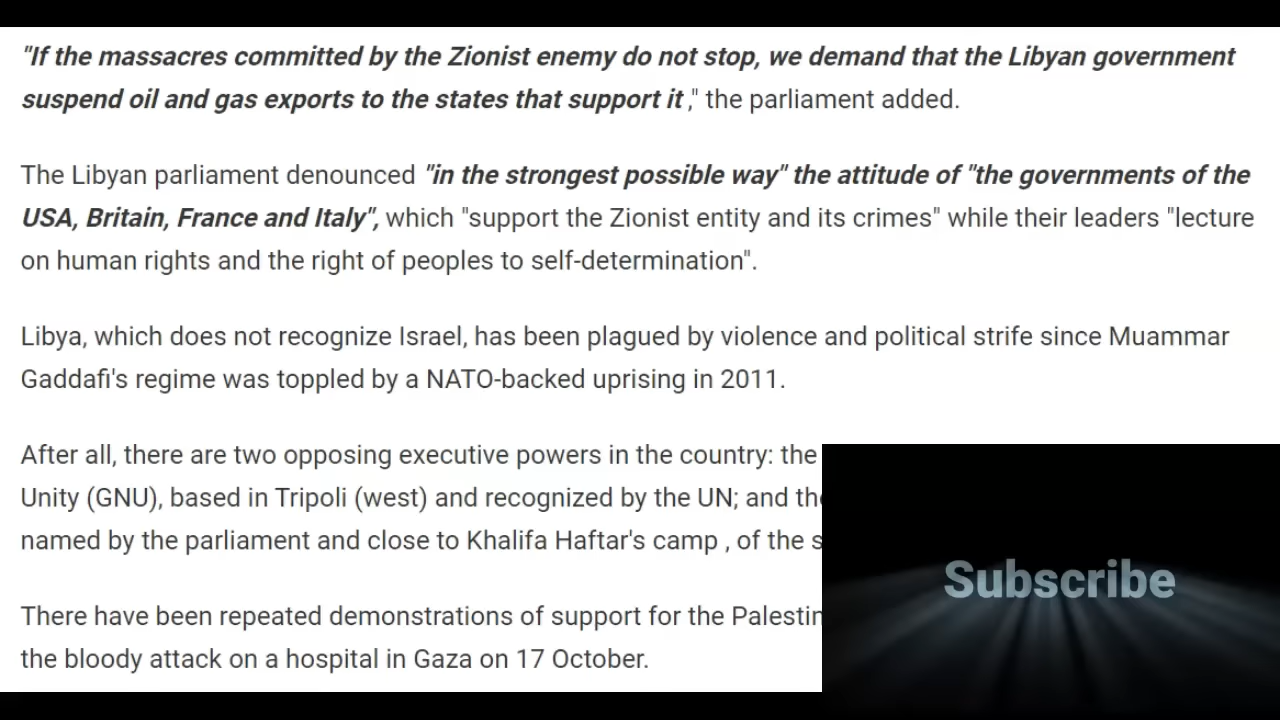 "If the massacres committed by the Zionist enemy do not stop, we demand that the Libyan government
suspend oil and gas exports to the states that support it ," the parliament added.
The Libyan parliament denounced "in the strongest possible way" the attitude of "the governments of the
USA, Britain, France and Italy", which "support the Zionist entity and its crimes" while their leaders "lecture
on human rights and the right of peoples to self-determination".
Libya, which does not recognize Israel, has been plagued by violence and political strife since Muammar
Gaddafi's regime was toppled by a NATO-backed uprising in 2011.
After all, there are two opposing executive powers in the country: the
Unity (GNU), based in Tripoli (west) and recognized by the UN; and
named by the parliament and close to Khalifa Haftar's camp , of the
There have been repeated demonstrations of support for the
the bloody attack on a hospital in Gaza on 17 October.
Subscribe